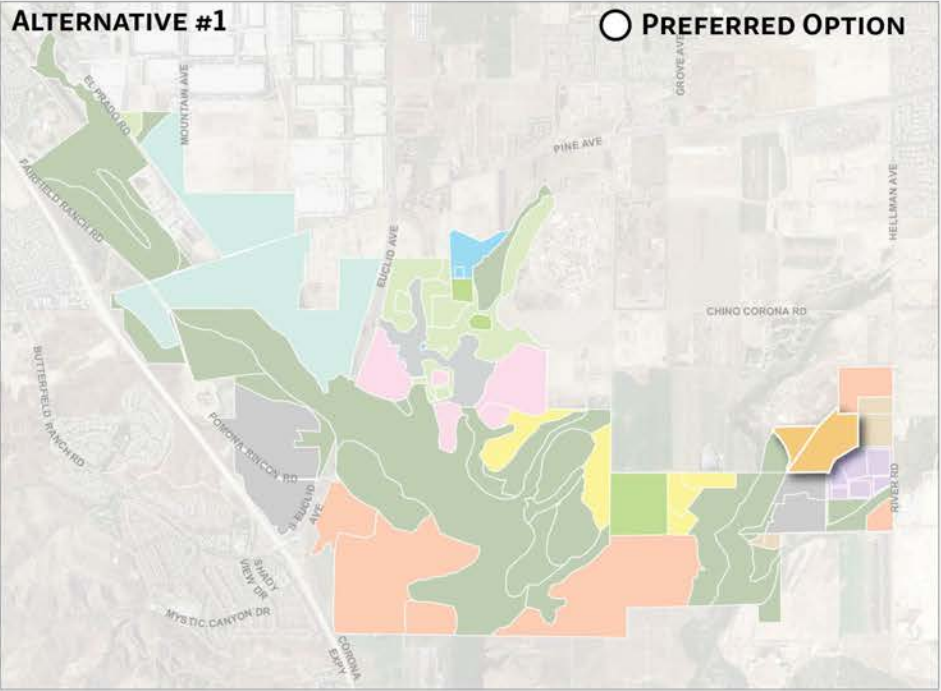 ALTERNATIVE #1
PREFERRED OPTION
EL PRADO RD
MOUNTAIN AVE
GROVE AVE
PINE AVE
FAIRFIELD RANCH RD
HELLMAN AVE
EUCLID AVE
CHINO CORONA RD
BUTTERFIELD RANCH RD
POMONA RINCON RD
S EUCLID
AVE
RIVER RD
SHADY
VIEW DR
MYSTIC CANYON DR
CORONA
EXPY